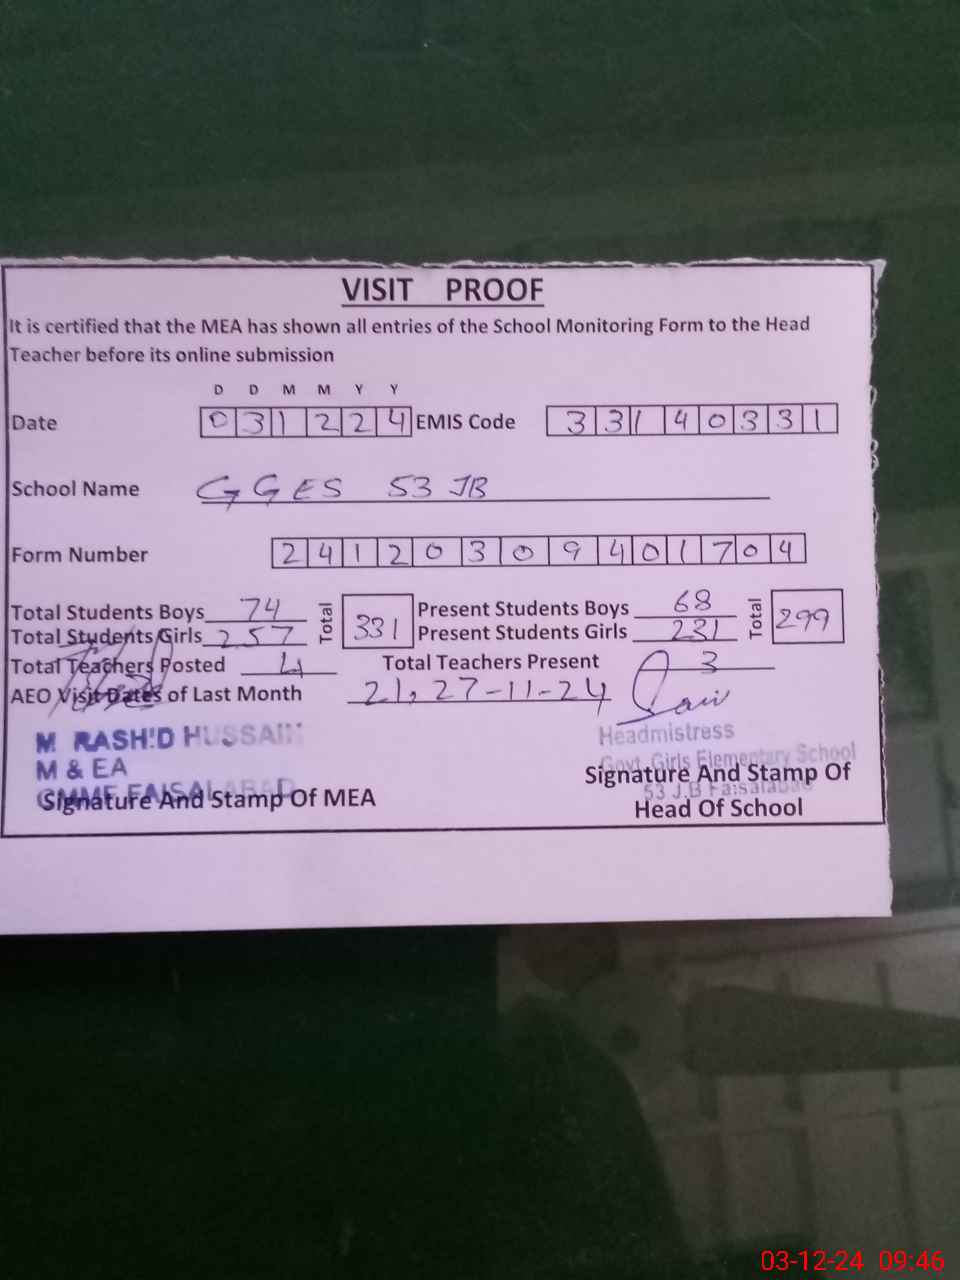 VISIT PROOF
It is certified that the MEA has shown all entries of the School Monitoring Form to the Head
Teacher before its online submission
D D M M Y Y
Date 0 3 1 2 2 4 EMIS Code 3 3 1 4 0 3 3 1
School Name GGES 53 JB
Form Number 2 4 1 2 0 3 0 9 4 0 1 7 0 4
Total Students Boys 74 Total 331 Present Students Boys 68 Total 299
Total Students Girls 257 Present Students Girls 231
Total Teachers Posted 4 Total Teachers Present 3
AEO Visit Dates of Last Month 21, 27-11-24
M RASHID HUSSAIN
M & EA
CMMF FAISALABAD
Signature And Stamp Of MEA
Headmistress
Govt. Girls Elementary School
53 J.B Faisalabad
Signature And Stamp Of
Head Of School
03-12-24 09:46